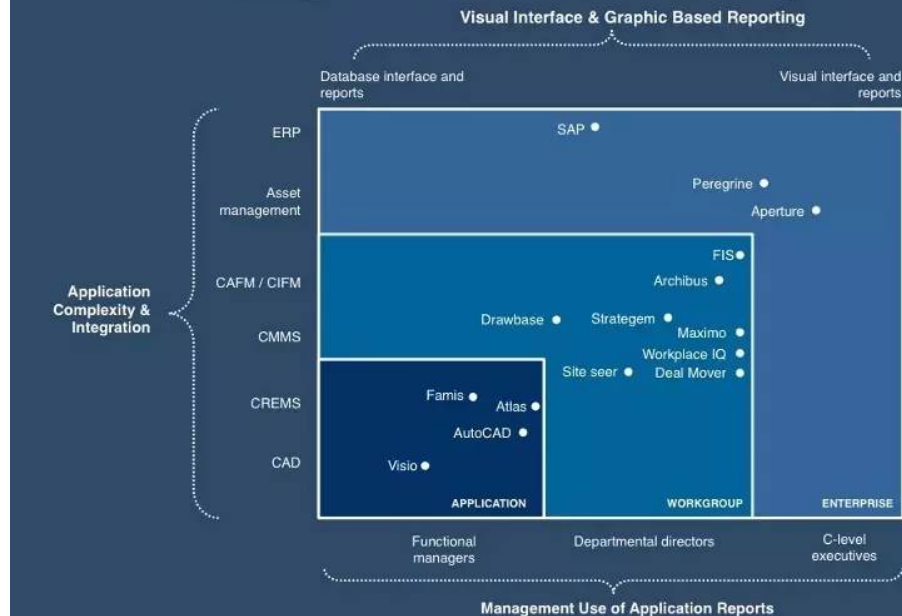 Visual Interface & Graphic Based Reporting
Database interface and
reports
Visual interface and
reports
ERP
SAP
Peregrine
Asset
management
Aperture
FIS
CAFM / CIFM
Archibus
Application
Complexity &
Integration
Drawbase
Strategem
CMMS
Maximo
Workplace IQ
Site seer
Deal Mover
CREMS
Famis
Atlas
AutoCAD
CAD
Visio
APPLICATION
WORKGROUP
ENTERPRISE
Functional
managers
Departmental directors
C-level
executives
Management Use of Application Reports